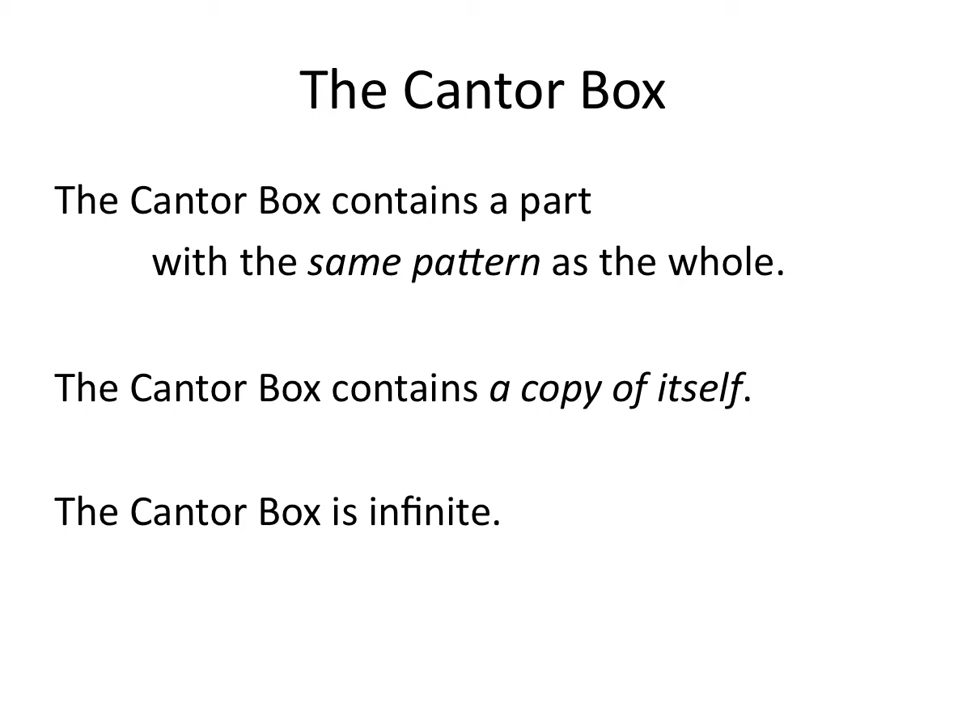 The Cantor Box
The Cantor Box contains a part
with the same pattern as the whole.
The Cantor Box contains a copy of itself.
The Cantor Box is infinite.